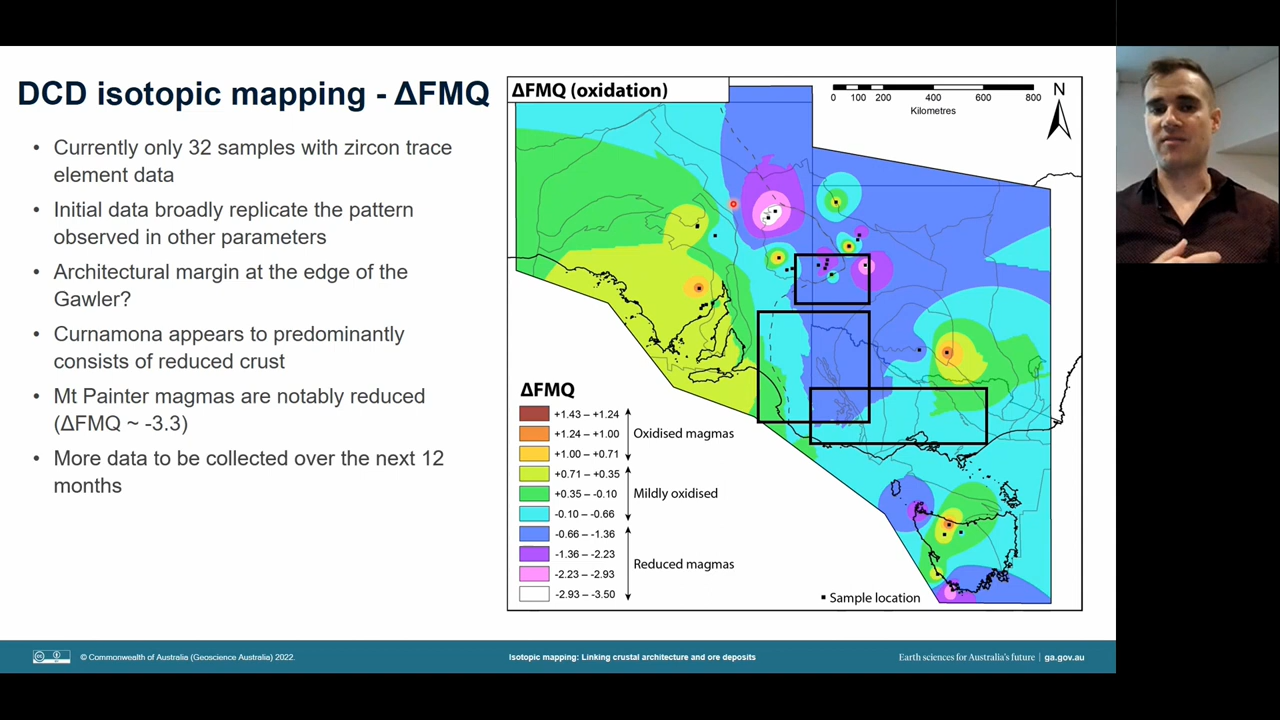 DCD isotopic mapping - ΔFMQ
• Currently only 32 samples with zircon trace
element data
• Initial data broadly replicate the pattern
observed in other parameters
• Architectural margin at the edge of the
Gawler?
• Curnamona appears to predominantly
consists of reduced crust
• Mt Painter magmas are notably reduced
(ΔFMQ ~ -3.3)
• More data to be collected over the next 12
months
ΔFMQ (oxidation)
0 100 200 400 600 800
Kilometres
N
ΔFMQ
+1.43 – +1.24
+1.24 – +1.00
+1.00 – +0.71
+0.71 – +0.35
+0.35 – -0.10
-0.10 – -0.66
-0.66 – -1.36
-1.36 – -2.23
-2.23 – -2.93
-2.93 – -3.50
Oxidised magmas
Mildly oxidised
Reduced magmas
Sample location
© Commonwealth of Australia (Geoscience Australia) 2022.
Isotopic mapping: Linking crustal architecture and ore deposits
Earth sciences for Australia's future | ga.gov.au